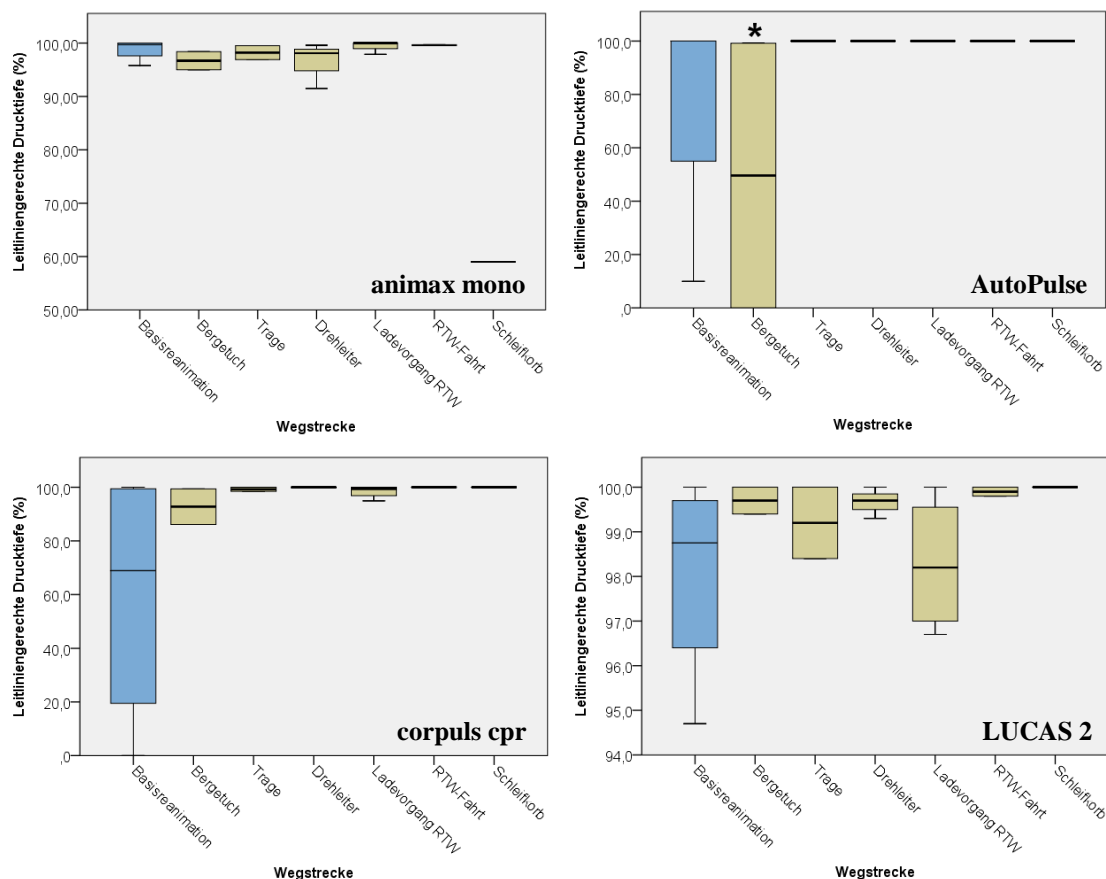 Leitliniengerechte Drucktiefe (%)
100,00
90,00
80,00
70,00
60,00
50,00
animax mono
Basisreanimation
Bergetuch
Trage
Drehleiter
Ladevorgang RTW
RTW-Fahrt
Schleifkorb
Wegstrecke
Leitliniengerechte Drucktiefe (%)
100,0
80,0
60,0
40,0
20,0
,0
*
AutoPulse
Basisreanimation
Bergetuch
Trage
Drehleiter
Ladevorgang RTW
RTW-Fahrt
Schleifkorb
Wegstrecke
Leitliniengerechte Drucktiefe (%)
100,0
80,0
60,0
40,0
20,0
,0
corpuls cpr
Basisreanimation
Bergetuch
Trage
Drehleiter
Ladevorgang RTW
RTW-Fahrt
Schleifkorb
Wegstrecke
Leitliniengerechte Drucktiefe (%)
100,0
99,0
98,0
97,0
96,0
95,0
94,0
LUCAS 2
Basisreanimation
Bergetuch
Trage
Drehleiter
Ladevorgang RTW
RTW-Fahrt
Schleifkorb
Wegstrecke